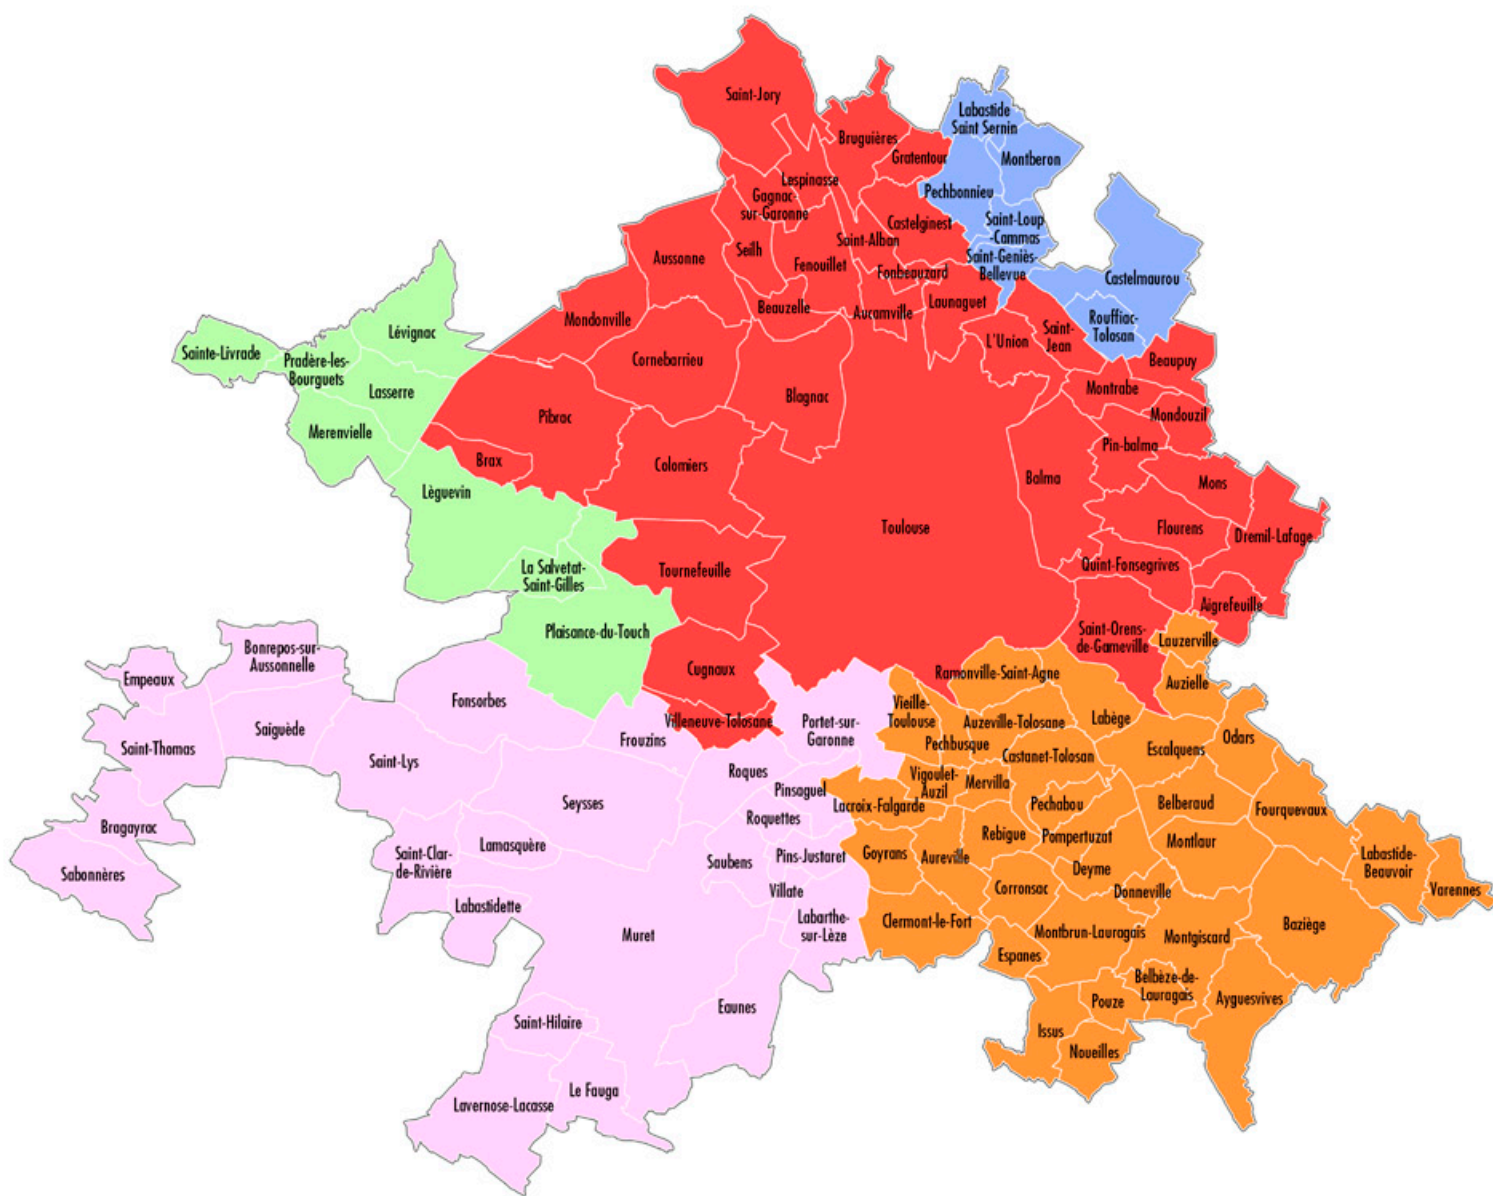 Saint-Jory
Labastide
Saint Sernin
Bruguières
Gratentour
Montberon
Lespinasse
Pechbonnieu
Gagnac-
sur-Garonne
Castelginest
Saint-Loup
-Cammas
Saint-Alban
Seilh
Aussonne
Fenouillet
Saint-Geniès-
Bellevue
Fonbeauzard
Castelmaurou
Beauzelle
Aucamville
Launaguet
Mondonville
Rouffiac-
Tolosan
Lévignac
L'Union
Saint-
Jean
Sainte-Livrade
Pradère-les-
Bourguets
Cornebarrieu
Beaupuy
Lasserre
Blagnac
Montrabe
Pibrac
Mondouzil
Merenvielle
Pin-balma
Brax
Colomiers
Balma
Mons
Lèguevin
Toulouse
Flourens
Dremil-Lafage
La Salvetat-
Saint-Gilles
Tournefeuille
Quint-Fonsegrives
Aigrefeuille
Plaisance-du-Touch
Saint-Orens-
de-Gameville
Lauzerville
Bonrepos-sur-
Aussonnelle
Empeaux
Cugnaux
Ramonville-Saint-Agne
Auzielle
Fonsorbes
Vieille-
Toulouse
Villeneuve-Tolosane
Portet-sur-
Garonne
Auzeville-Tolosane
Labège
Saiguède
Saint-Thomas
Frouzins
Pechbusque
Escalquens
Odars
Saint-Lys
Castanet-Tolosan
Roques
Vigoulet-
Auzil
Mervilla
Pinsaguel
Seysses
Lacroix-Falgarde
Pechabou
Belberaud
Fourquevaux
Bragayrac
Roquettes
Rebigue
Pompertuzat
Montlaur
Lamasquère
Saint-Clar-
de-Rivière
Saubens
Pins-Justaret
Goyrans
Aureville
Labastide-
Beauvoir
Sabonnères
Deyme
Corronsac
Donneville
Varennes
Villate
Labastidette
Labarthe-
sur-Lèze
Clermont-le-Fort
Baziège
Muret
Montbrun-Lauragais
Montgiscard
Espanes
Belbèze-de-
Lauragais
Eaunes
Pouze
Ayguesvives
Saint-Hilaire
Issus
Noueilles
Le Fauga
Lavernose-Lacasse